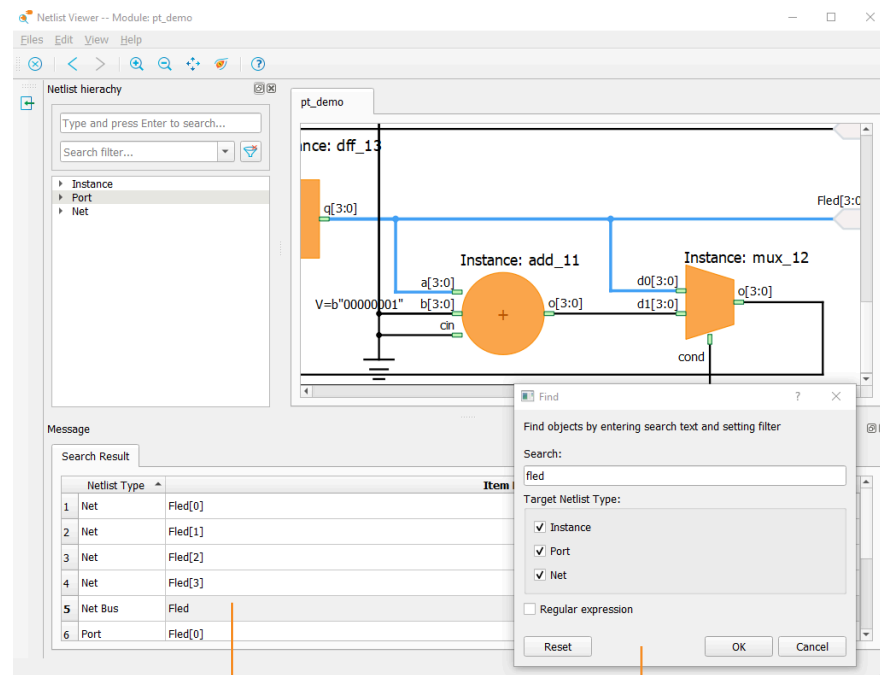 Netlist Viewer -- Module: pt_demo
Files Edit View Help
Netlist hierachy
Type and press Enter to search...
Search filter...
Instance
Port
Net
pt_demo
nce: dff_13
q[3:0]
Fled[3:0
Instance: add_11
Instance: mux_12
a[3:0]
d0[3:0]
o[3:0]
V=b"00000001" b[3:0]
+
o[3:0]
d1[3:0]
cin
cond
Find
Find objects by entering search text and setting filter
Search:
fled
Target Netlist Type:
Instance
Port
Net
Regular expression
Reset OK Cancel
Message
Search Result
Netlist Type Item
1 Net Fled[0]
2 Net Fled[1]
3 Net Fled[2]
4 Net Fled[3]
5 Net Bus Fled
6 Port Fled[0]